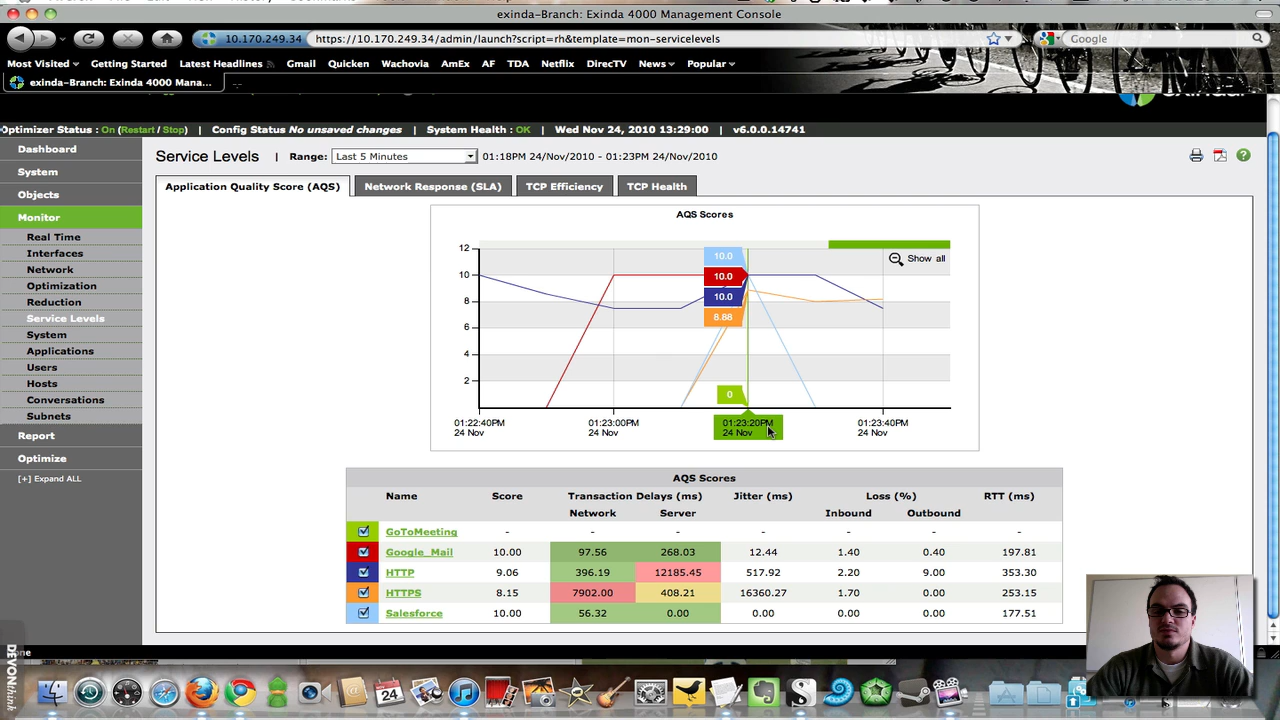 exinda-Branch: Exinda 4000 Management Console
10.170.249.34 https://10.170.249.34/admin/launch?script=rh&template=mon-servicelevels Google
Most Visited Getting Started Latest Headlines Gmail Quicken Wachovia AmEx AF TDA Netflix DirecTV News Popular
exinda-Branch: Exinda 4000 Mana...
Optimizer Status : On (Restart / Stop) | Config Status No unsaved changes | System Health : OK | Wed Nov 24, 2010 13:29:00 | v6.0.0.14741
Dashboard
System
Objects
Monitor
Real Time
Interfaces
Network
Optimization
Reduction
Service Levels
System
Applications
Users
Hosts
Conversations
Subnets
Report
Optimize
[+] Expand ALL
Service Levels | Range: Last 5 Minutes 01:18PM 24/Nov/2010 - 01:23PM 24/Nov/2010
Application Quality Score (AQS) Network Response (SLA) TCP Efficiency TCP Health
AQS Scores
Show all
12
10
8
6
4
2
10.0
10.0
10.0
8.88
0
01:22:40PM 01:23:00PM 01:23:20PM 01:23:40PM
24 Nov 24 Nov 24 Nov 24 Nov
AQS Scores
Name Score Transaction Delays (ms) Jitter (ms) Loss (%) RTT (ms)
Network Server Inbound Outbound
GoToMeeting - - - - - - -
Google_Mail 10.00 97.56 268.03 12.44 1.40 0.40 197.81
HTTP 9.06 396.19 12185.45 517.92 2.20 9.00 353.30
HTTPS 8.15 7902.00 408.21 16360.27 1.70 0.00 253.15
Salesforce 10.00 56.32 0.00 0.00 0.00 0.00 177.51
DEVONthink
24